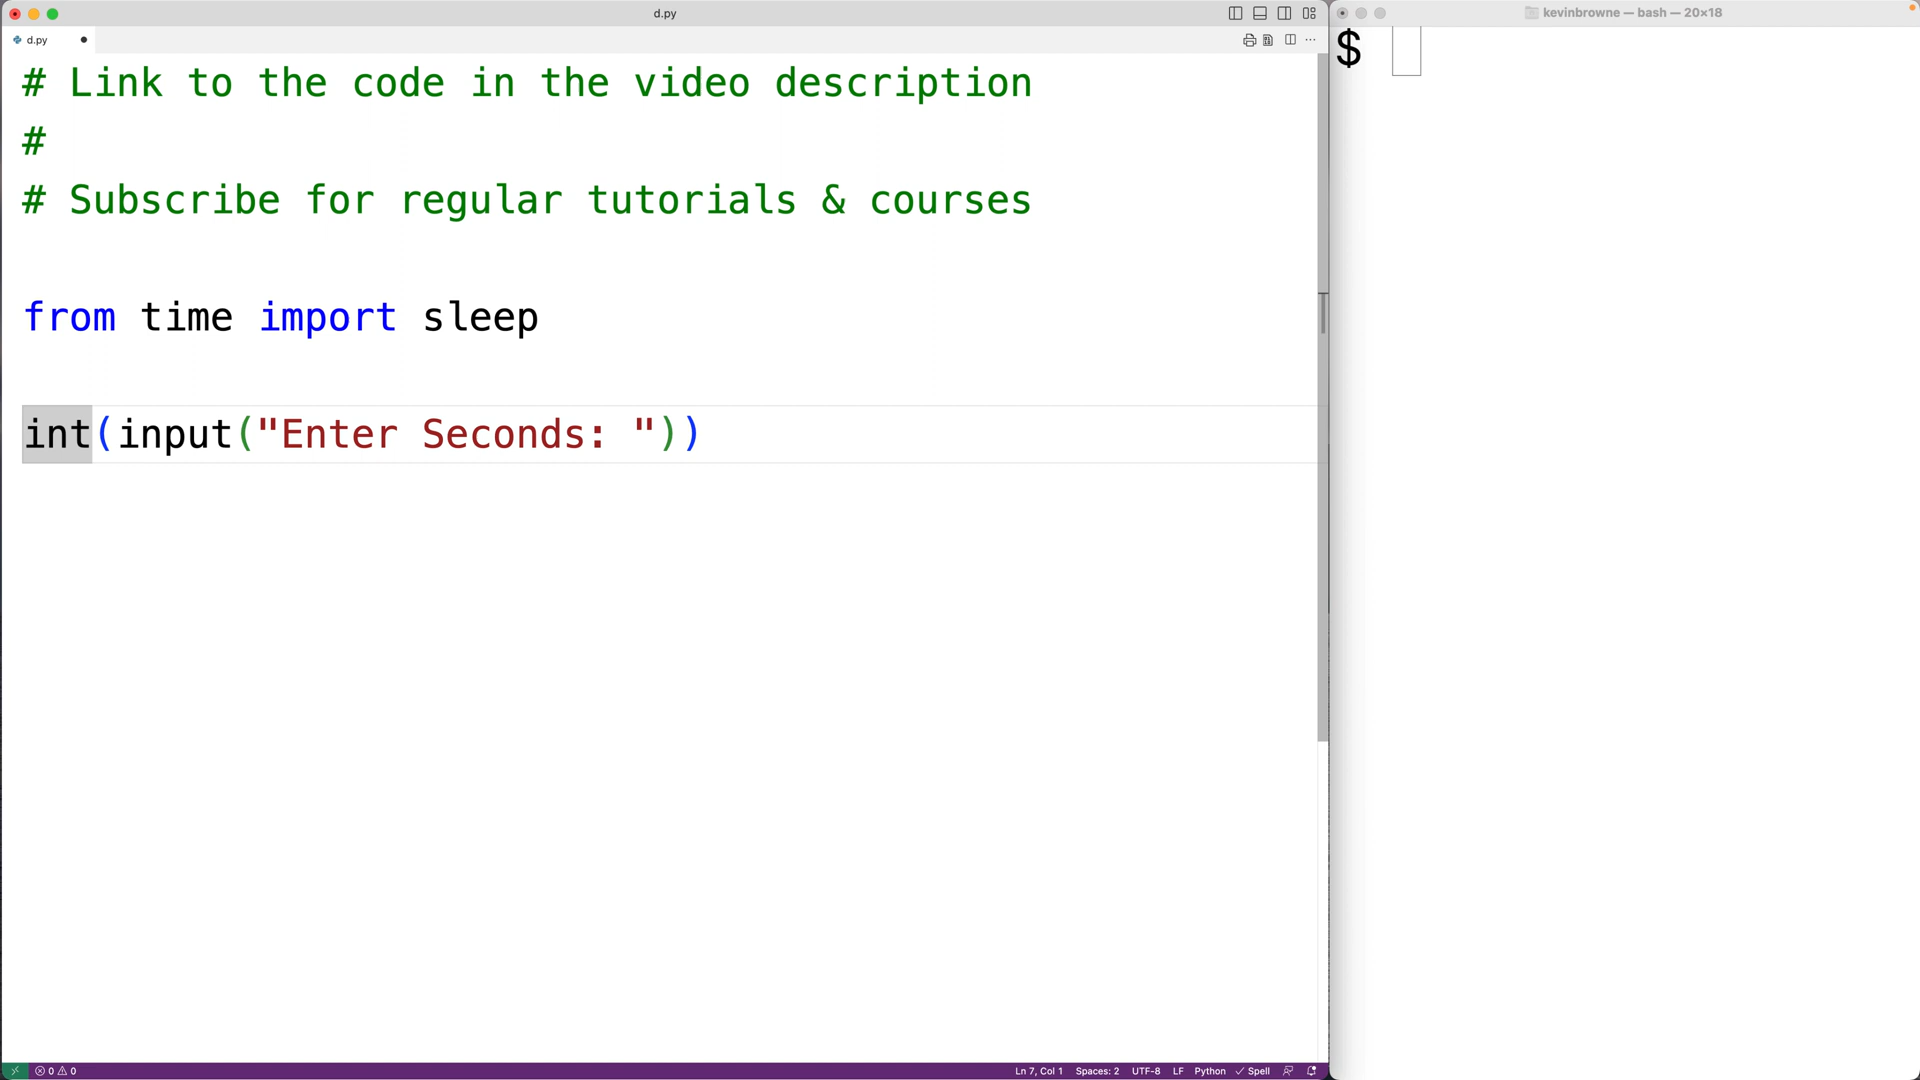 d.py
kevinbrowne — bash — 20×18
d.py
# Link to the code in the video description
#
# Subscribe for regular tutorials & courses
from time import sleep
int(input("Enter Seconds: "))
$
0 0
Ln 7, Col 1 Spaces: 2 UTF-8 LF Python Spell